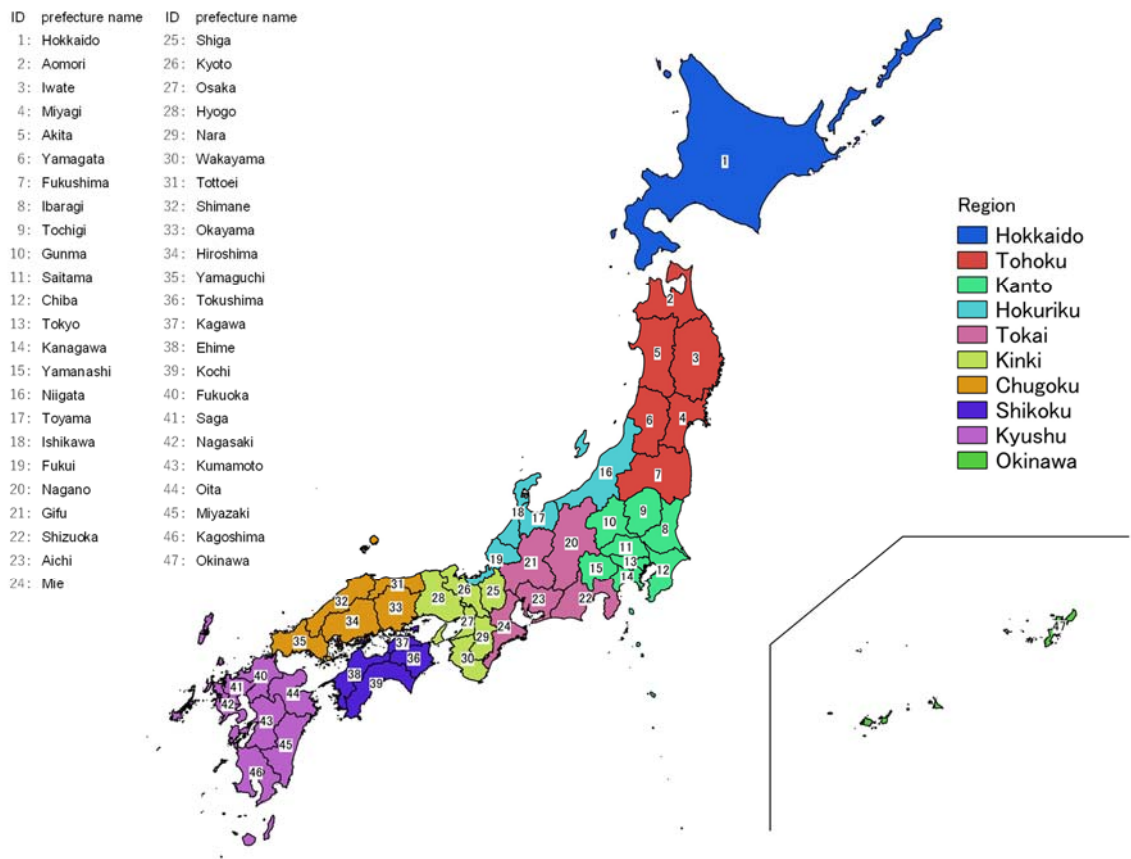 ID prefecture name ID prefecture name
1: Hokkaido 25: Shiga
2: Aomori 26: Kyoto
3: Iwate 27: Osaka
4: Miyagi 28: Hyogo
5: Akita 29: Nara
6: Yamagata 30: Wakayama
7: Fukushima 31: Tottoei
8: Ibaragi 32: Shimane
9: Tochigi 33: Okayama
10: Gunma 34: Hiroshima
11: Saitama 35: Yamaguchi
12: Chiba 36: Tokushima
13: Tokyo 37: Kagawa
14: Kanagawa 38: Ehime
15: Yamanashi 39: Kochi
16: Niigata 40: Fukuoka
17: Toyama 41: Saga
18: Ishikawa 42: Nagasaki
19: Fukui 43: Kumamoto
20: Nagano 44: Oita
21: Gifu 45: Miyazaki
22: Shizuoka 46: Kagoshima
23: Aichi 47: Okinawa
24: Mie
Region
Hokkaido
Tohoku
Kanto
Hokuriku
Tokai
Kinki
Chugoku
Shikoku
Kyushu
Okinawa
1
2
5 3
6 4
16 7
18 17 10 9 8
20 11
19 21 15 13 12
14
31 28 26 25 23 22
32 33
34 27 24
35 37 29
36 30
38 39
40 41 44
42 43
45
46
47